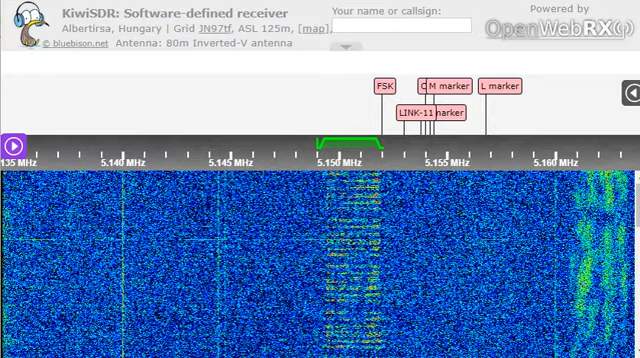 KiwiSDR: Software-defined receiver
Albertirsa, Hungary | Grid JN97tf, ASL 125m, [map],
© bluebison.net Antenna: 80m Inverted-V antenna
Your name or callsign:
Powered by
OpenWebRX
FSK
M marker
L marker
LINK-11
marker
135 MHz
5.140 MHz
5.145 MHz
5.150 MHz
5.155 MHz
5.160 MHz